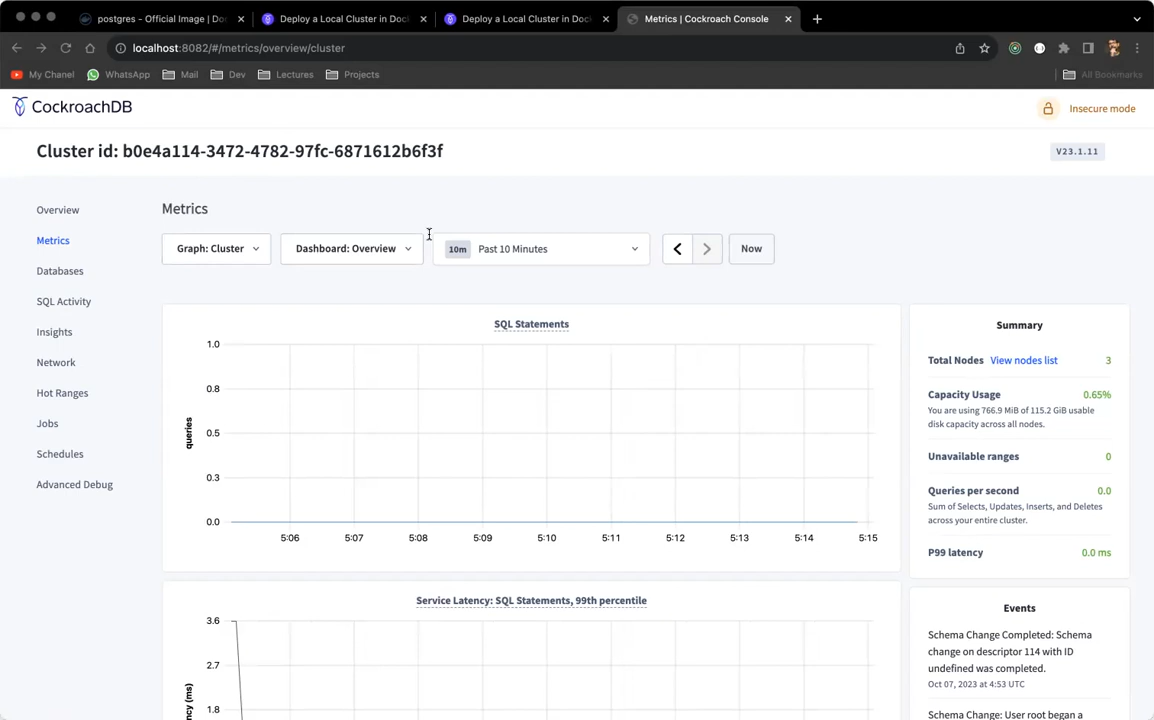 postgres - Official Image | Do
Deploy a Local Cluster in Doc
Deploy a Local Cluster in Doc
Metrics | Cockroach Console
localhost:8082/#/metrics/overview/cluster
My Chanel
WhatsApp
Mail
Dev
Lectures
Projects
All Bookmarks
CockroachDB
Insecure mode
Cluster id: b0e4a114-3472-4782-97fc-6871612b6f3f
V23.1.11
Overview
Metrics
Databases
SQL Activity
Insights
Network
Hot Ranges
Jobs
Schedules
Advanced Debug
Metrics
Graph: Cluster
Dashboard: Overview
10m Past 10 Minutes
Now
SQL Statements
1.0
0.8
0.5
0.3
0.0
queries
5:06 5:07 5:08 5:09 5:10 5:11 5:12 5:13 5:14 5:15
Service Latency: SQL Statements, 99th percentile
3.6
2.7
1.8
ncy (ms)
Summary
Total Nodes View nodes list 3
Capacity Usage 0.65%
You are using 766.9 MiB of 115.2 GiB usable
disk capacity across all nodes.
Unavailable ranges 0
Queries per second 0.0
Sum of Selects, Updates, Inserts, and Deletes
across your entire cluster.
P99 latency 0.0 ms
Events
Schema Change Completed: Schema
change on descriptor 114 with ID
undefined was completed.
Oct 07, 2023 at 4:53 UTC
Schema Change: User root began a